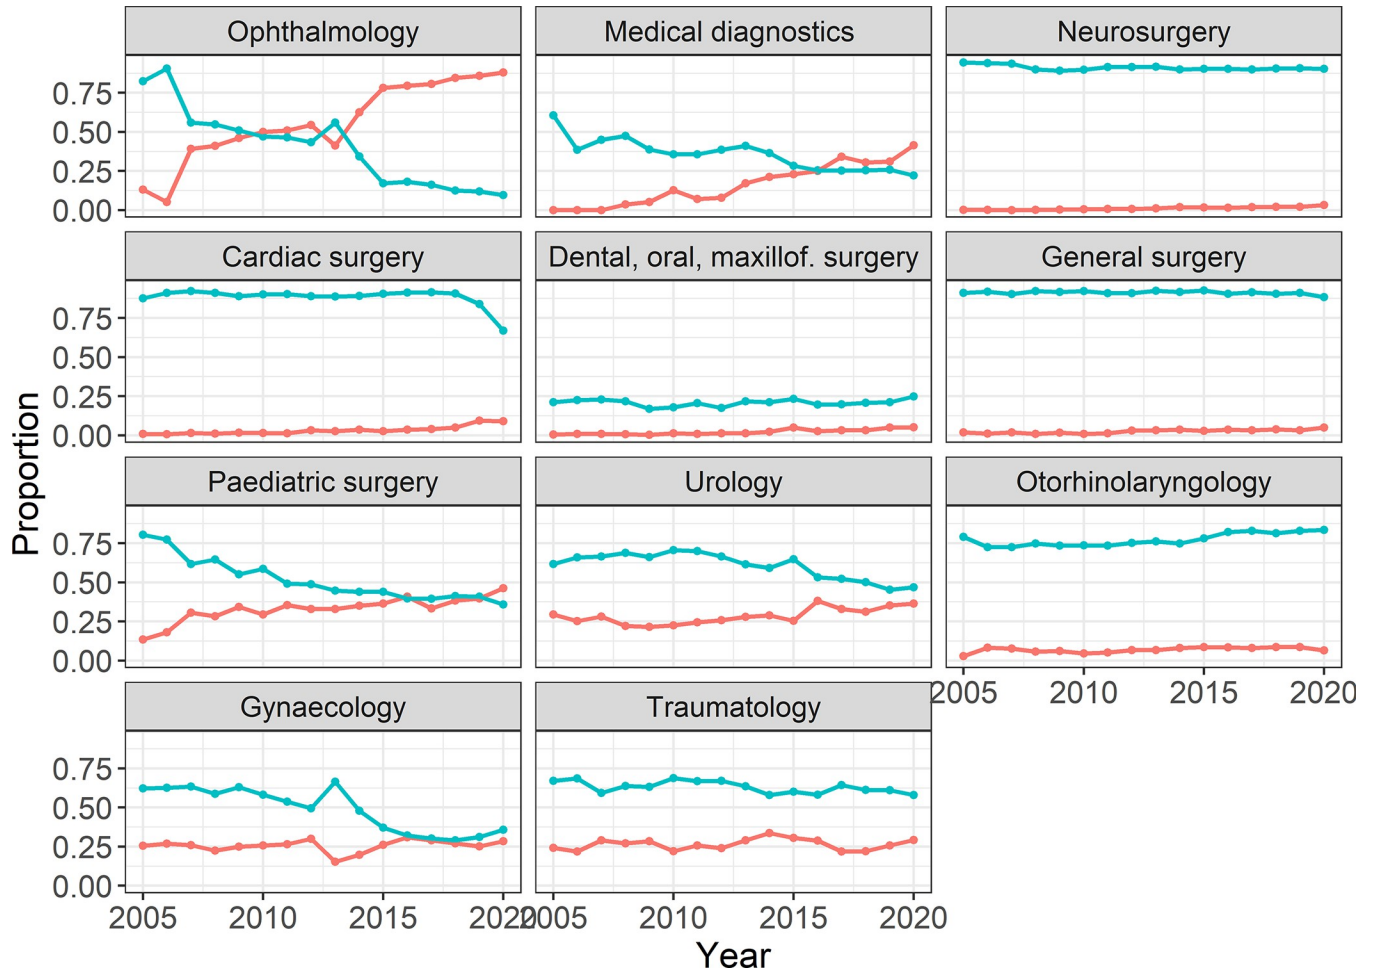 Ophthalmology
Medical diagnostics
Neurosurgery
0.75
0.50
0.25
0.00
Cardiac surgery
Dental, oral, maxillof. surgery
General surgery
0.75
0.50
0.25
0.00
Proportion
Paediatric surgery
Urology
Otorhinolaryngology
0.75
0.50
0.25
0.00
2005 2010 2015 2020
Gynaecology
Traumatology
0.75
0.50
0.25
0.00
2005 2010 2015 2020
2005 2010 2015 2020
Year